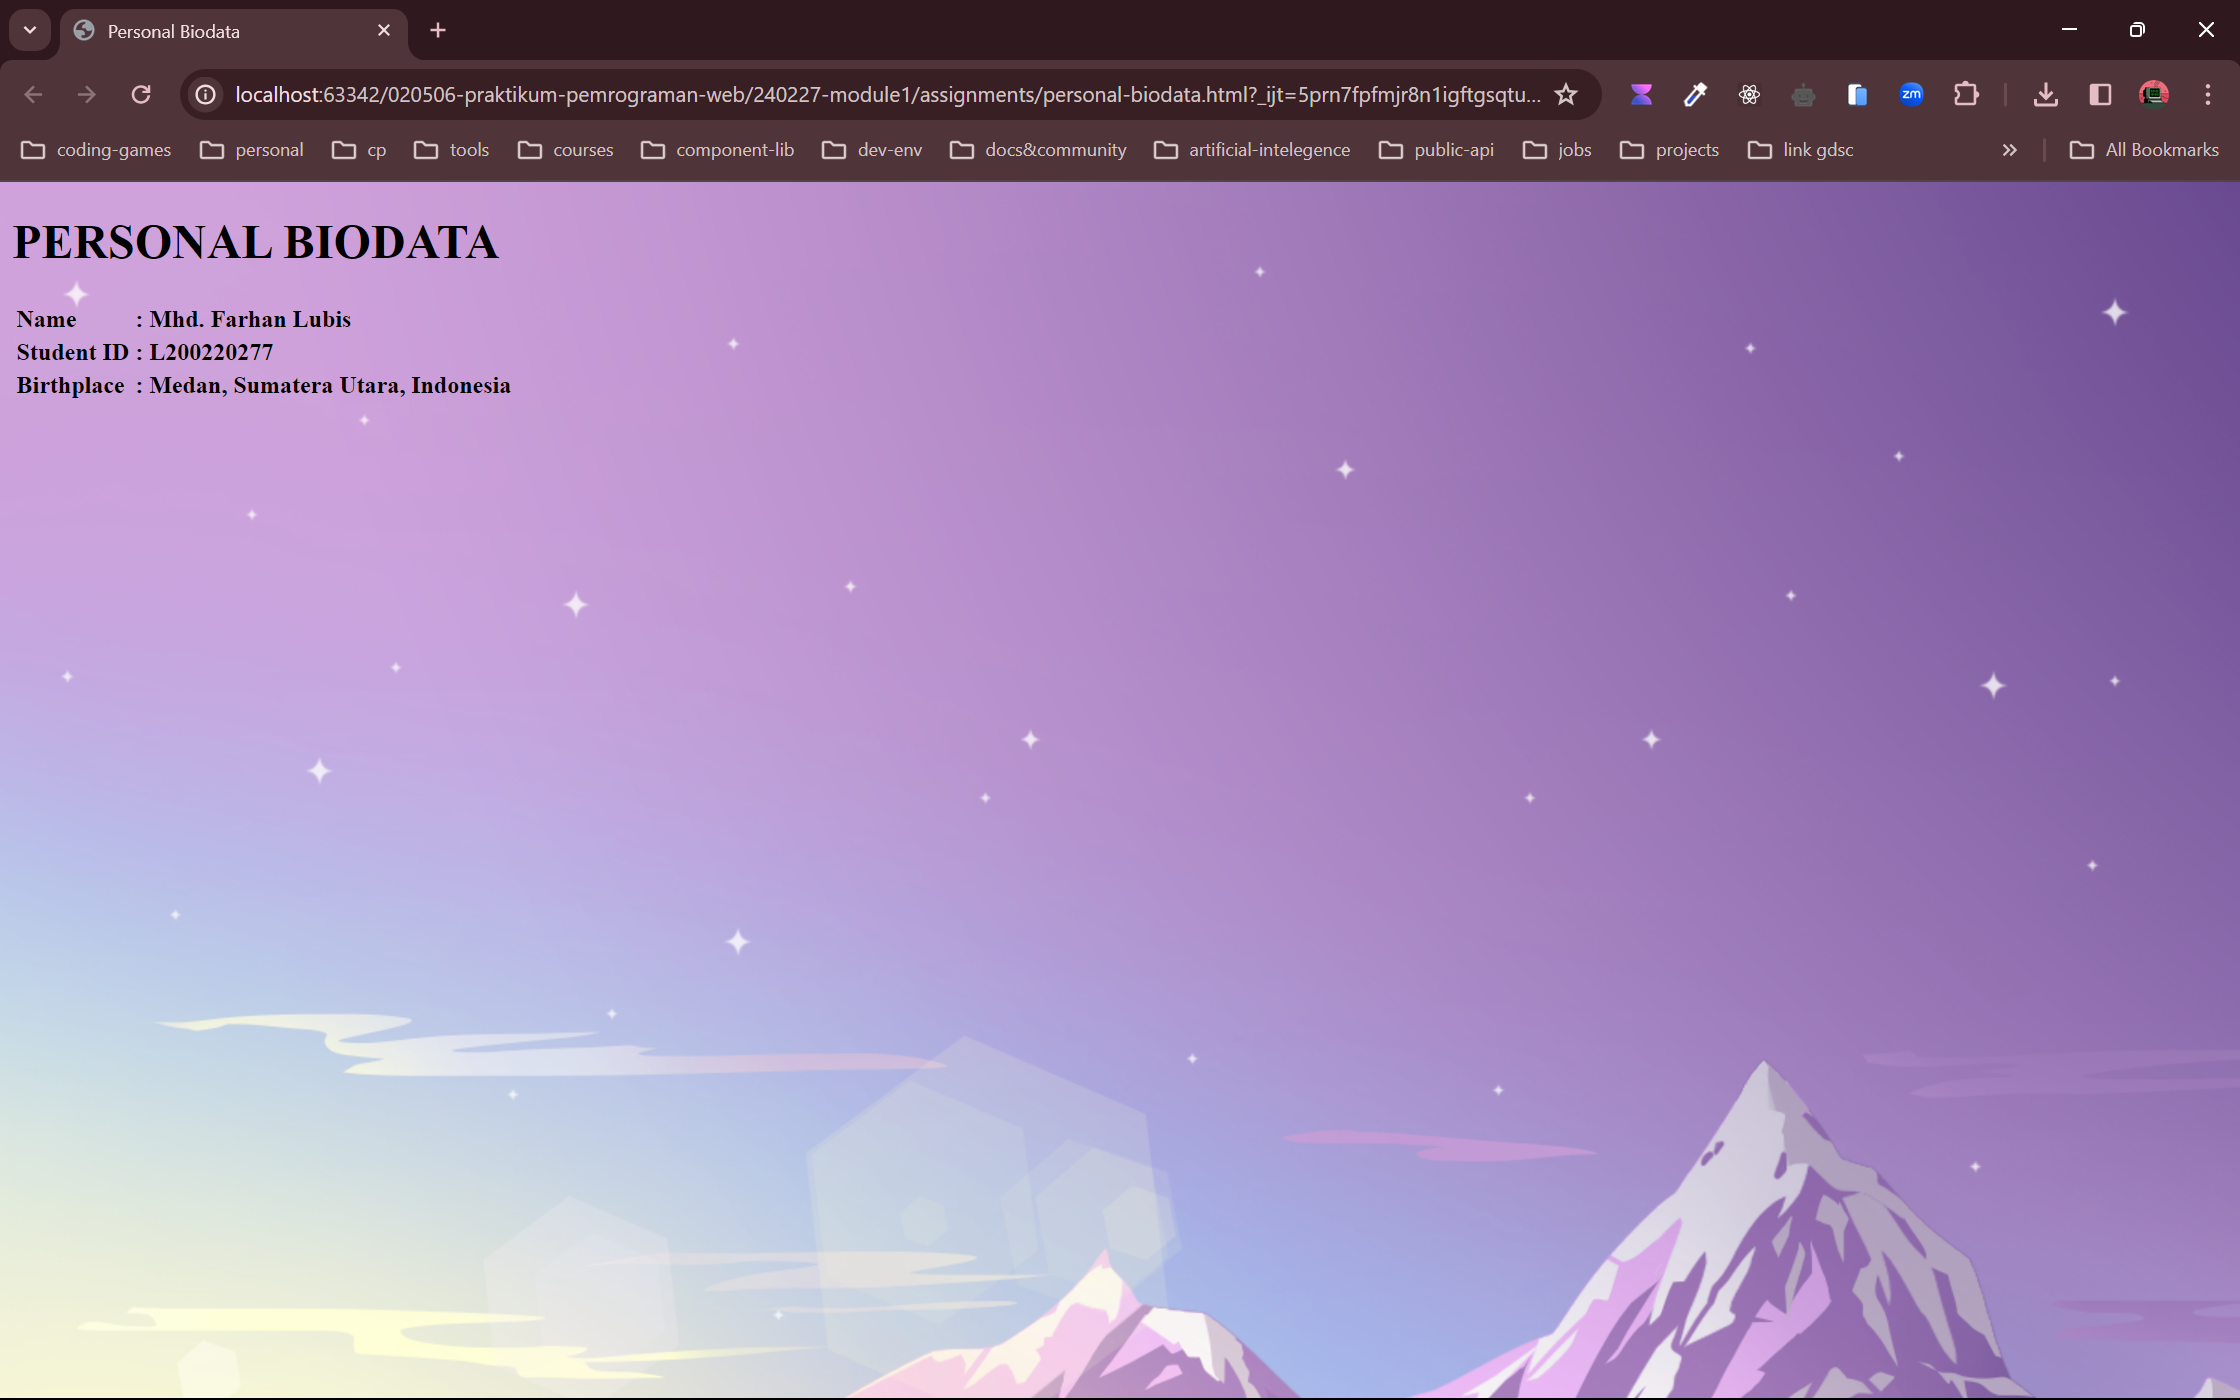 Personal Biodata
localhost:63342/020506-praktikum-pemrograman-web/240227-module1/assignments/personal-biodata.html?_ijt=5prn7fpfmjr8n1igftgsqtu...
zm
coding-games personal cp tools courses component-lib dev-env docs&community artificial-intelegence public-api jobs projects link gdsc All Bookmarks
PERSONAL BIODATA
Name : Mhd. Farhan Lubis
Student ID : L200220277
Birthplace : Medan, Sumatera Utara, Indonesia